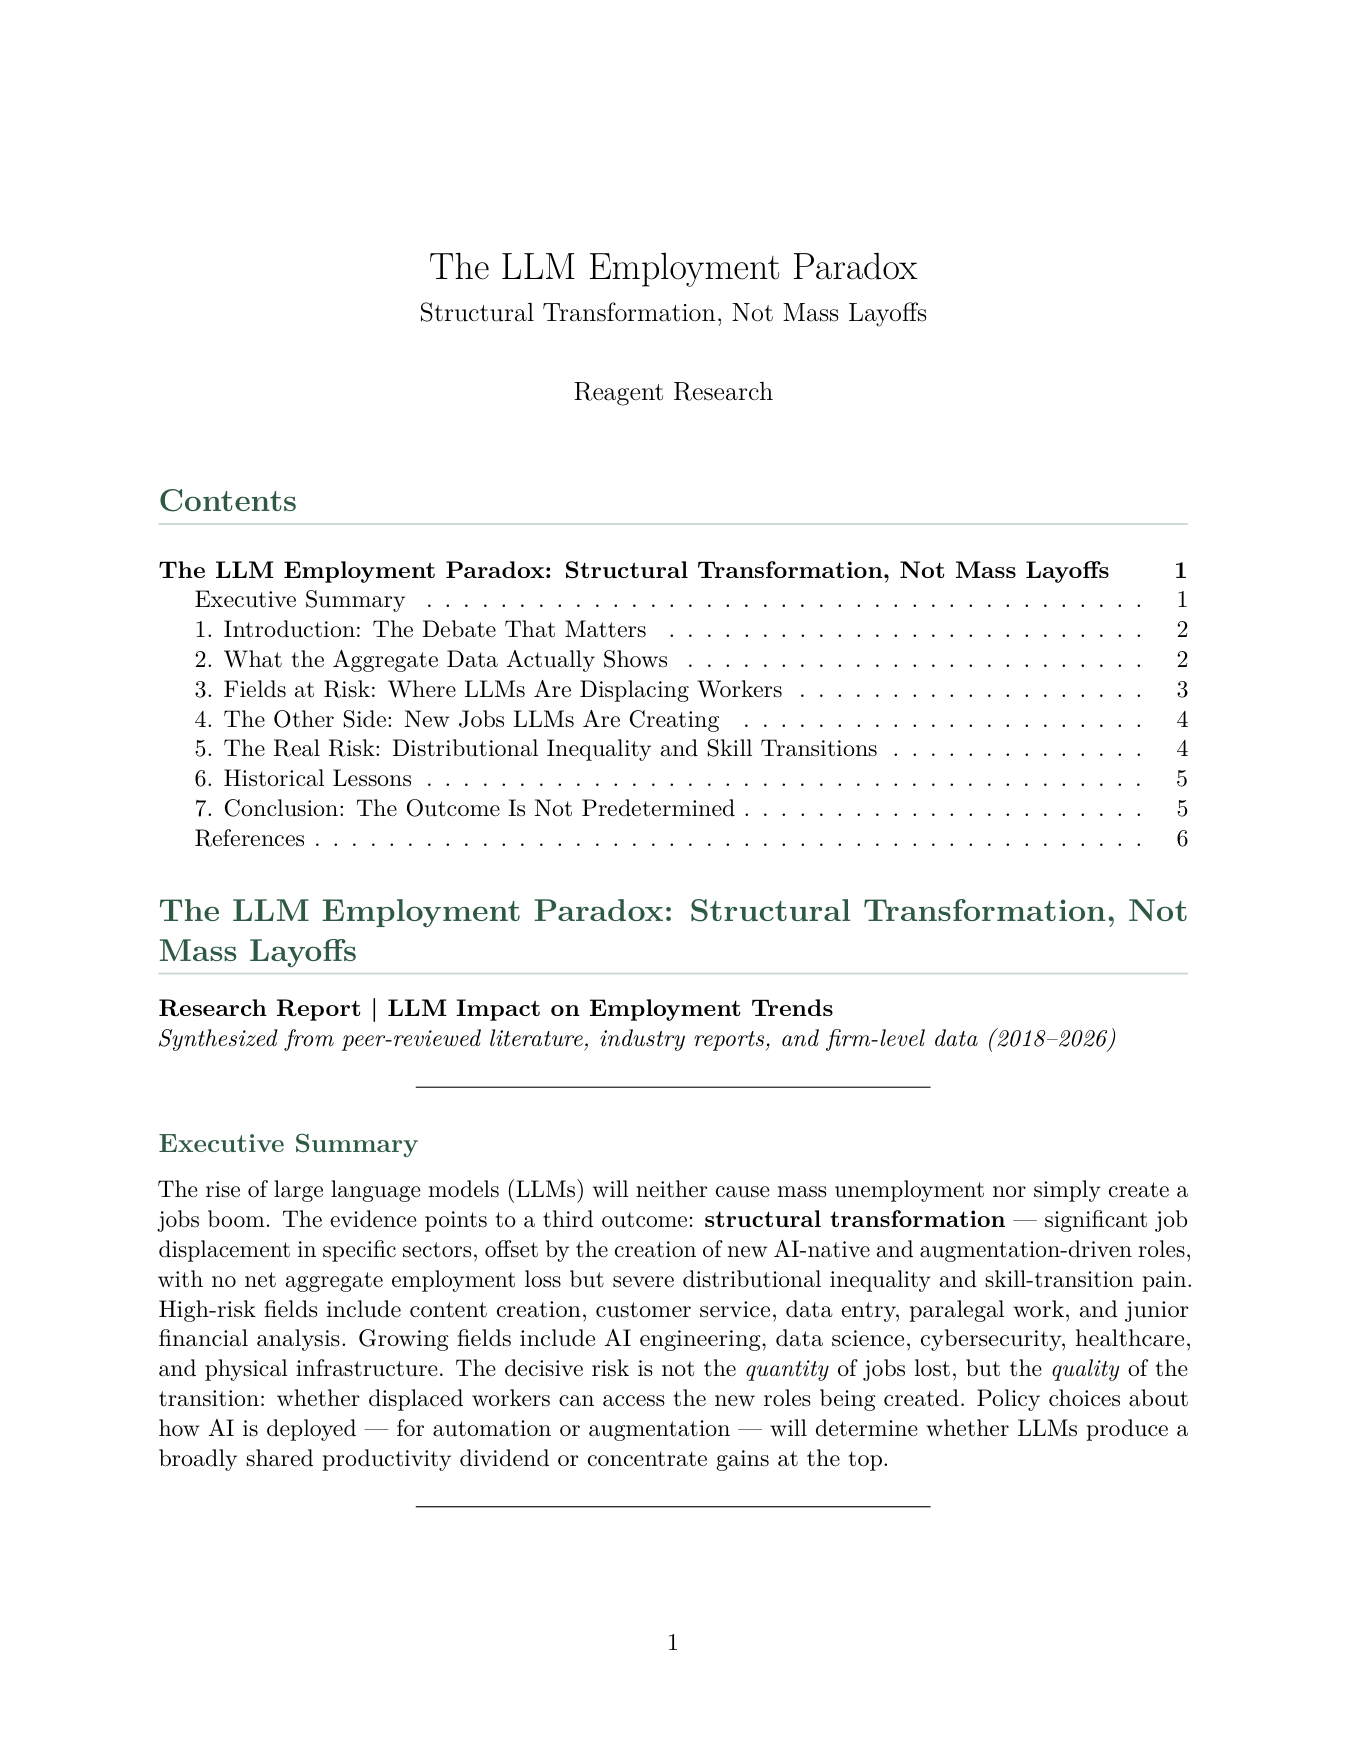 The LLM Employment Paradox
Structural Transformation, Not Mass Layoffs
Reagent Research
Contents
The LLM Employment Paradox: Structural Transformation, Not Mass Layoffs 1
Executive Summary . . . . . . . . . . . . . . . . . . . . . . . . . . . . . . . . . . . . . . . 1
1. Introduction: The Debate That Matters . . . . . . . . . . . . . . . . . . . . . . . . . . 2
2. What the Aggregate Data Actually Shows . . . . . . . . . . . . . . . . . . . . . . . . . 2
3. Fields at Risk: Where LLMs Are Displacing Workers . . . . . . . . . . . . . . . . . . . 3
4. The Other Side: New Jobs LLMs Are Creating . . . . . . . . . . . . . . . . . . . . . . 4
5. The Real Risk: Distributional Inequality and Skill Transitions . . . . . . . . . . . . . . 4
6. Historical Lessons . . . . . . . . . . . . . . . . . . . . . . . . . . . . . . . . . . . . . . . 5
7. Conclusion: The Outcome Is Not Predetermined . . . . . . . . . . . . . . . . . . . . . . 5
References . . . . . . . . . . . . . . . . . . . . . . . . . . . . . . . . . . . . . . . . . . . . . 6
The LLM Employment Paradox: Structural Transformation, Not
Mass Layoffs
Research Report | LLM Impact on Employment Trends
Synthesized from peer-reviewed literature, industry reports, and firm-level data (2018–2026)
Executive Summary
The rise of large language models (LLMs) will neither cause mass unemployment nor simply create a
jobs boom. The evidence points to a third outcome: structural transformation — significant job
displacement in specific sectors, offset by the creation of new AI-native and augmentation-driven roles,
with no net aggregate employment loss but severe distributional inequality and skill-transition pain.
High-risk fields include content creation, customer service, data entry, paralegal work, and junior
financial analysis. Growing fields include AI engineering, data science, cybersecurity, healthcare,
and physical infrastructure. The decisive risk is not the quantity of jobs lost, but the quality of the
transition: whether displaced workers can access the new roles being created. Policy choices about
how AI is deployed — for automation or augmentation — will determine whether LLMs produce a
broadly shared productivity dividend or concentrate gains at the top.
1